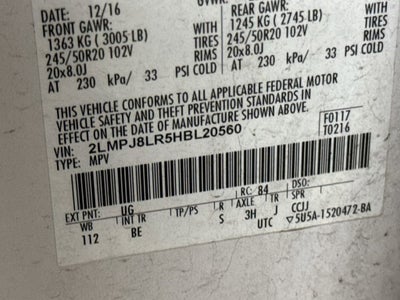 DATE: 12/16
FRONT GAWR: REAR GAWR:
1363 KG ( 3005 LB) WITH 1245 KG ( 2745 LB) WITH
245/50R20 102V TIRES 245/50R20 102V TIRES
20x8.0J RIMS 20x8.0J RIMS
AT 230 kPa/ 33 PSI COLD AT 230 kPa/ 33 PSI COLD
THIS VEHICLE CONFORMS TO ALL APPLICABLE FEDERAL MOTOR
VEHICLE SAFETY AND THEFT PREVENTION STANDARDS IN
EFFECT ON THE DATE OF MANUFACTURE SHOWN ABOVE.
VIN: 2LMPJ8LR5HBL20560 F0117
TYPE: MPV T0216
EXT PNT: UG RC: 84 DSO:
WB INT TR TP/PS R AXLE TR SPR
112 BE S 3H J CCJJ
UTC ▽5U5A-1520472-BA